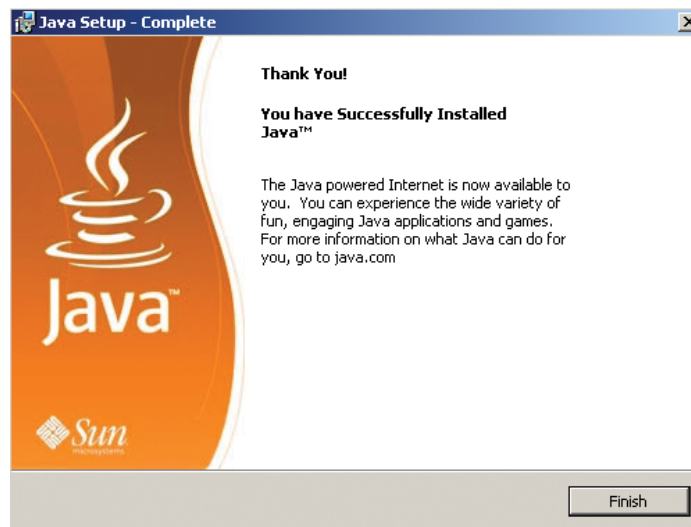 Java Setup - Complete
Thank You!
You have Successfully Installed
Java™
The Java powered Internet is now available to
you. You can experience the wide variety of
fun, engaging Java applications and games.
For more information on what Java can do for
you, go to java.com
Java™
Sun
microsystems
Finish